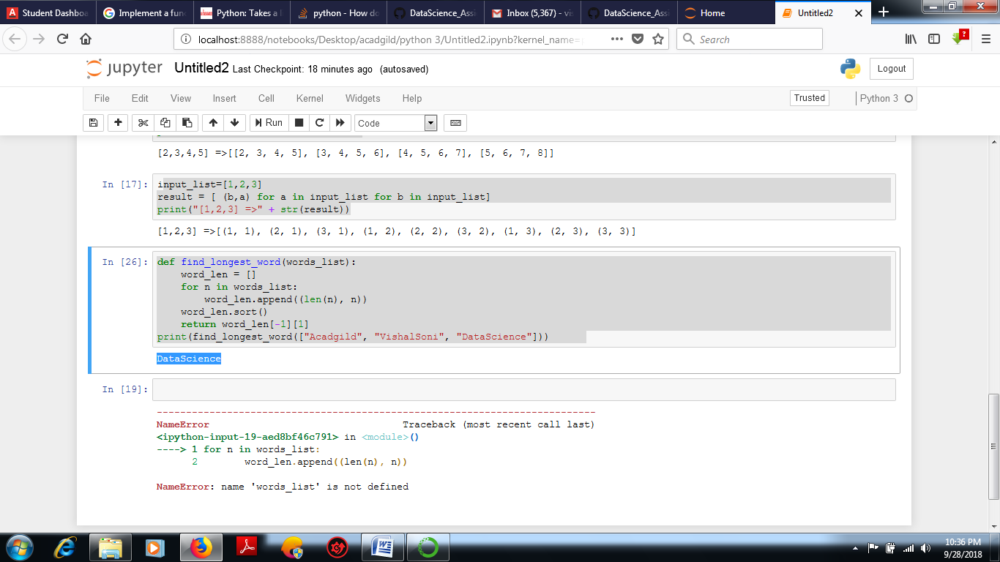 Student Dashboa
Implement a fun
Python: Takes a l
python - How do
DataScience_Assi
Inbox (5,367) - vis
DataScience_Assi
Home
Untitled2
localhost:8888/notebooks/Desktop/acadgild/python 3/Untitled2.ipynb?kernel_name=
Search
jupyter Untitled2 Last Checkpoint: 18 minutes ago (autosaved)
Logout
File Edit View Insert Cell Kernel Widgets Help
Trusted
Python 3
Run
Code
[2,3,4,5] =>[[2, 3, 4, 5], [3, 4, 5, 6], [4, 5, 6, 7], [5, 6, 7, 8]]
In [17]: input_list=[1,2,3]
result = [ (b,a) for a in input_list for b in input_list]
print("[1,2,3] =>" + str(result))
[1,2,3] =>[(1, 1), (2, 1), (3, 1), (1, 2), (2, 2), (3, 2), (1, 3), (2, 3), (3, 3)]
In [26]: def find_longest_word(words_list):
    word_len = []
    for n in words_list:
        word_len.append((len(n), n))
    word_len.sort()
    return word_len[-1][1]
print(find_longest_word(["Acadgild", "VishalSoni", "DataScience"]))
DataScience
In [19]:
---------------------------------------------------------------------------
NameError                                 Traceback (most recent call last)
<ipython-input-19-aed8bf46c791> in <module>()
----> 1 for n in words_list:
      2         word_len.append((len(n), n))
NameError: name 'words_list' is not defined
10:36 PM
9/28/2018